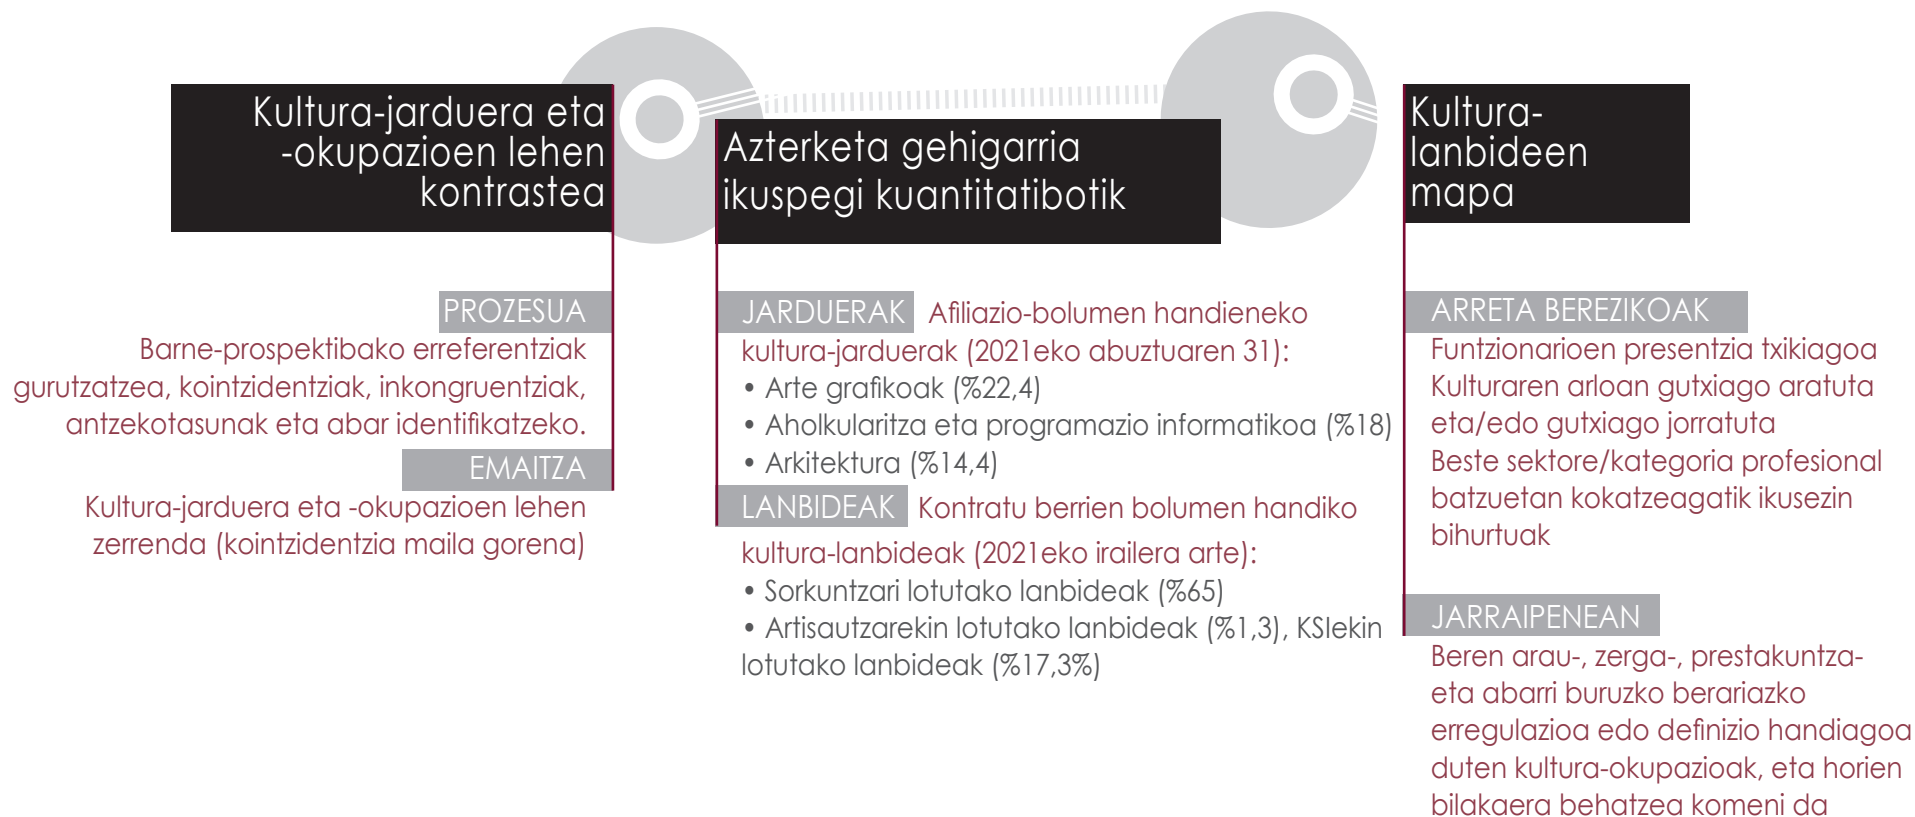 Kultura-jarduera eta
-okupazioen lehen
kontrastea
PROZESUA
Barne-prospektibako erreferentziak
gurutzatzea, kointzidentziak, inkongruentziak,
antzekotasunak eta abar identifikatzeko.
EMAITZA
Kultura-jarduera eta -okupazioen lehen
zerrenda (kointzidentzia maila gorena)
Azterketa gehigarria
ikuspegi kuantitatibotik
JARDUERAK Afiliazio-bolumen handieneko
kultura-jarduerak (2021eko abuztuaren 31):
• Arte grafikoak (%22,4)
• Aholkularitza eta programazio informatikoa (%18)
• Arkitektura (%14,4)
LANBIDEAK Kontratu berrien bolumen handiko
kultura-lanbideak (2021eko irailera arte):
• Sorkuntzari lotutako lanbideak (%65)
• Artisautzarekin lotutako lanbideak (%1,3), KSIekin
lotutako lanbideak (%17,3%)
Kultura-
lanbideen
mapa
ARRETA BEREZIKOAK
Funtzionarioen presentzia txikiagoa
Kulturaren arloan gutxiago aratuta
eta/edo gutxiago jorratuta
Beste sektore/kategoria profesional
batzuetan kokatzeagatik ikusezin
bihurtuak
JARRAIPENEAN
Beren arau-, zerga-, prestakuntza-
eta abarri buruzko berariazko
erregulazioa edo definizio handiagoa
duten kultura-okupazioak, eta horien
bilakaera behatzea komeni da